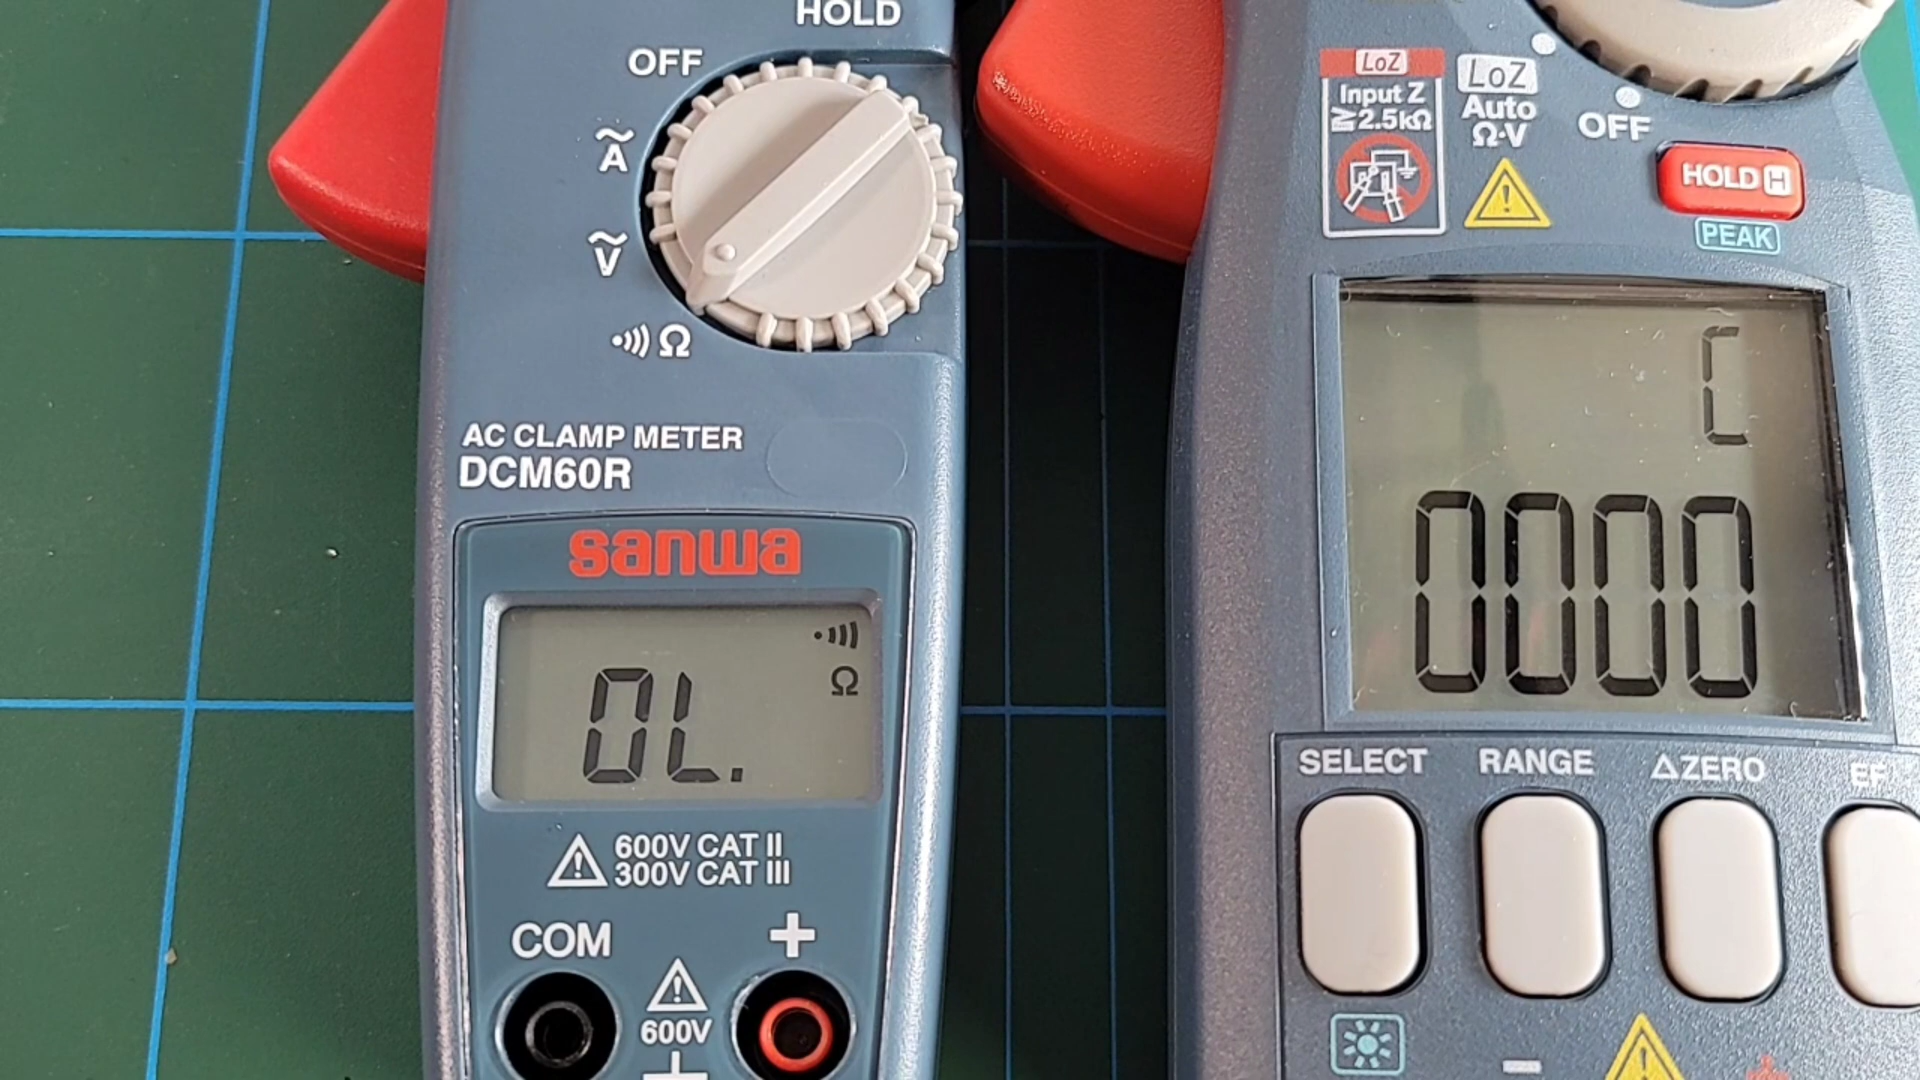 HOLD
OFF
A
V
Ω
AC CLAMP METER
DCM60R
sanwa
Ω
OL.
600V CAT II
300V CAT III
COM
+
600V
LoZ
Input Z
≧2.5kΩ
LoZ
Auto
Ω·V
OFF
HOLD H
PEAK
C
0000
SELECT
RANGE
ΔZERO
EF